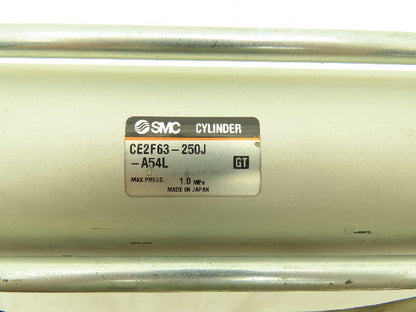 SMC CYLINDER
CE2F63-250J
-A54L GT
MAX.PRESS. 1.0 MPa
MADE IN JAPAN